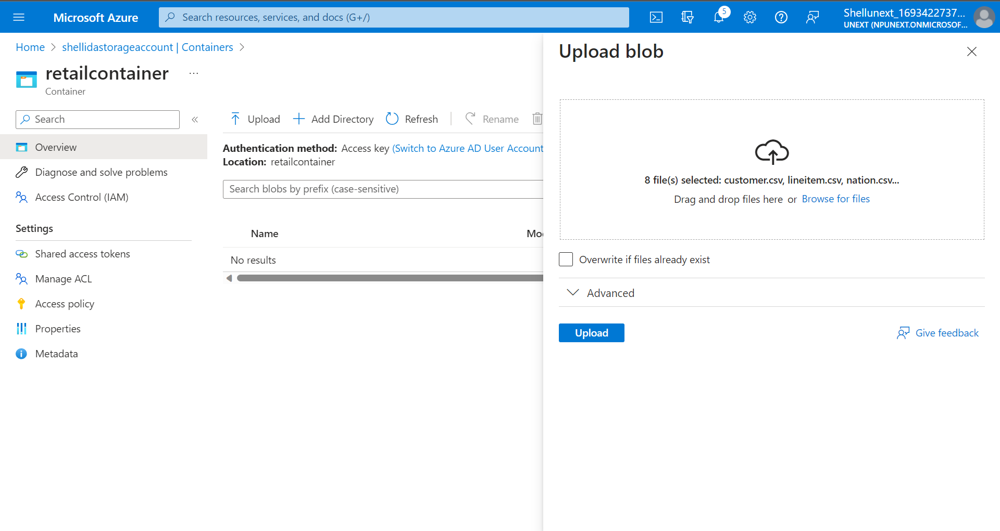 Microsoft Azure
Search resources, services, and docs (G+/)
5
Shellunext_1693422737...
UNEXT (NPUNEXT.ONMICROSOF...
Home > shellidastorageaccount | Containers >
retailcontainer ...
Container
Search
«
Overview
Diagnose and solve problems
Access Control (IAM)
Settings
Shared access tokens
Manage ACL
Access policy
Properties
Metadata
Upload
Add Directory
Refresh
Rename
Authentication method: Access key (Switch to Azure AD User Account
Location: retailcontainer
Search blobs by prefix (case-sensitive)
Name
No results
Upload blob
8 file(s) selected: customer.csv, lineitem.csv, nation.csv...
Drag and drop files here or Browse for files
Overwrite if files already exist
Advanced
Upload
Give feedback